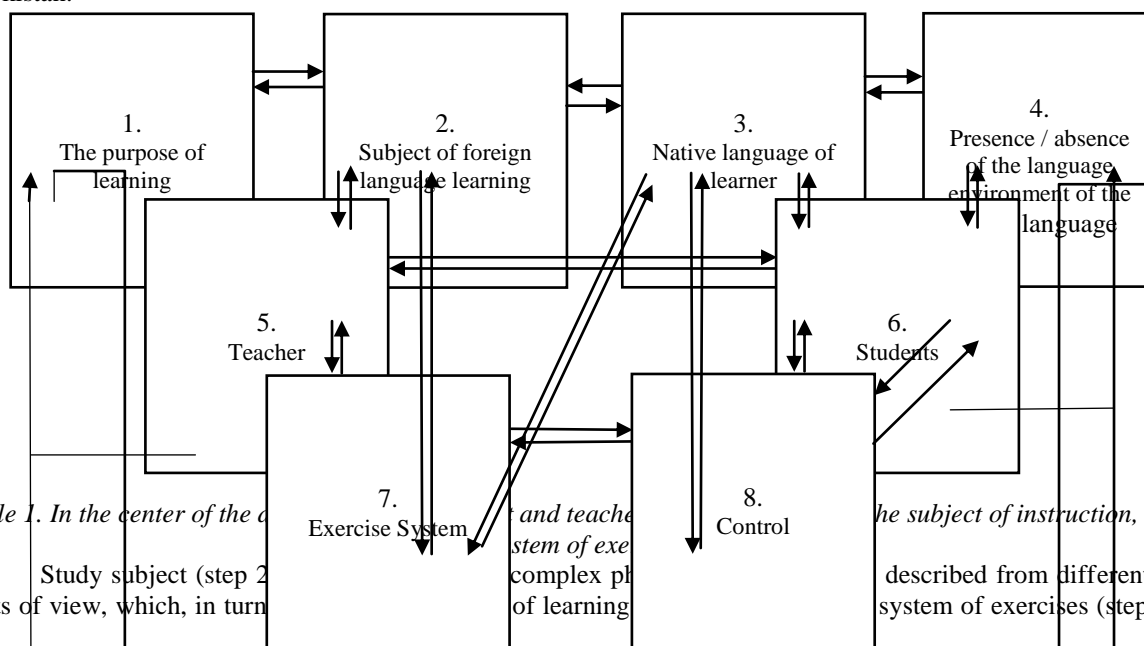 1.
The purpose of
learning
2.
Subject of foreign
language learning
3.
Native language of
learner
4.
Presence / absence
of the language
environment of the
language
5.
Teacher
6.
Students
7.
Exercise System
8.
Control
le 1. In the center of the and teache he subject of instruction,
stem of exe
Study subject (step 2 complex ph described from different
s of view, which, in turn of learning system of exercises (step